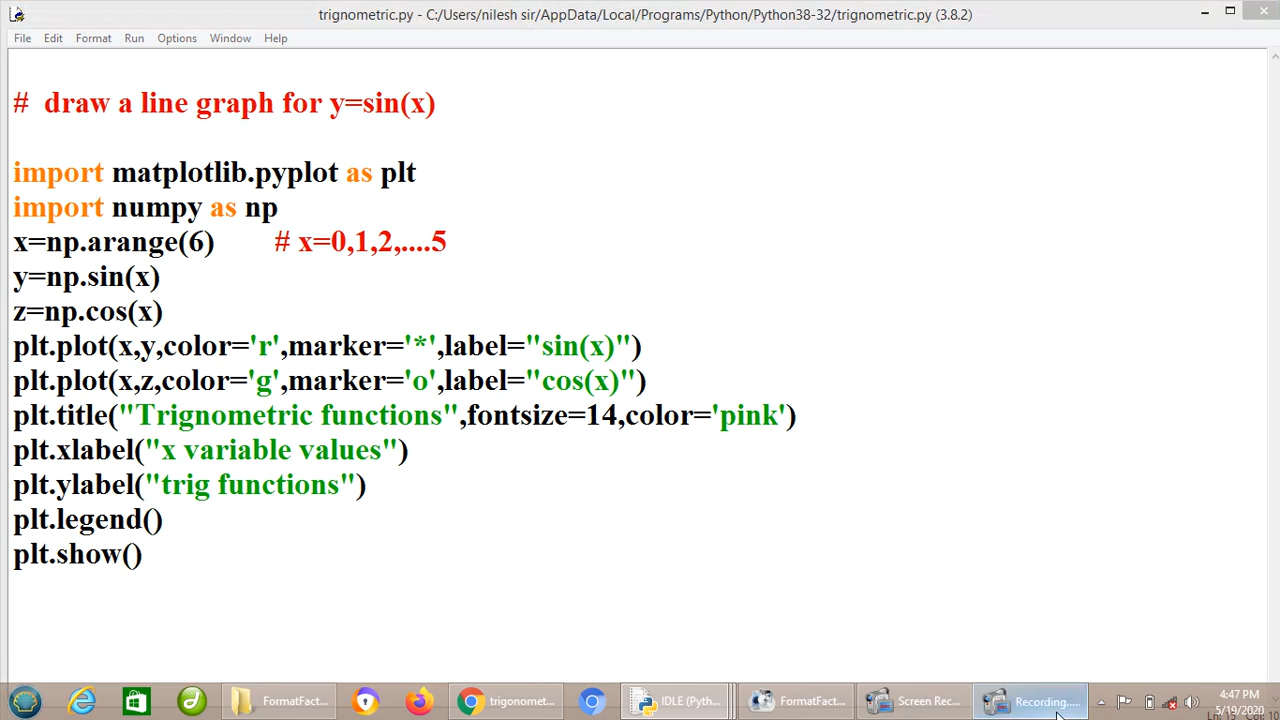 trignometric.py - C:/Users/nilesh sir/AppData/Local/Programs/Python/Python38-32/trignometric.py (3.8.2)
File Edit Format Run Options Window Help
# draw a line graph for y=sin(x)
import matplotlib.pyplot as plt
import numpy as np
x=np.arange(6) # x=0,1,2,....5
y=np.sin(x)
z=np.cos(x)
plt.plot(x,y,color='r',marker='*',label="sin(x)")
plt.plot(x,z,color='g',marker='o',label="cos(x)")
plt.title("Trignometric functions",fontsize=14,color='pink')
plt.xlabel("x variable values")
plt.ylabel("trig functions")
plt.legend()
plt.show()
FormatFact... trigonomet... IDLE (Pyth... FormatFact... Screen Rec... Recording.... 4:47 PM
5/19/2020